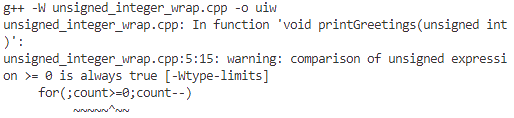 g++ -W unsigned_integer_wrap.cpp -o uiw
unsigned_integer_wrap.cpp: In function 'void printGreetings(unsigned int
)':
unsigned_integer_wrap.cpp:5:15: warning: comparison of unsigned expressi
on >= 0 is always true [-Wtype-limits]
     for(;count>=0;count--)
          ~~~~~^~~